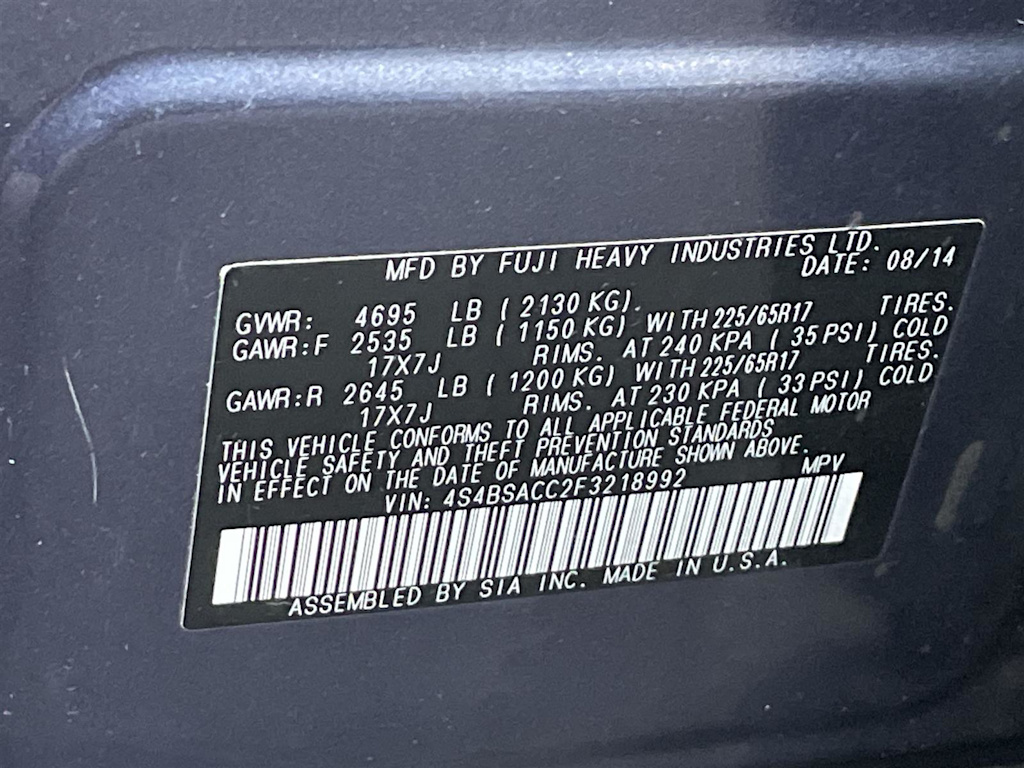 MFD BY FUJI HEAVY INDUSTRIES LTD.
DATE: 08/14
GVWR: 4695 LB ( 2130 KG).
GAWR:F 2535 LB ( 1150 KG) WITH 225/65R17 TIRES.
17X7J RIMS. AT 240 KPA ( 35 PSI) COLD
GAWR:R 2645 LB ( 1200 KG) WITH 225/65R17 TIRES.
17X7J RIMS. AT 230 KPA ( 33 PSI) COLD
THIS VEHICLE CONFORMS TO ALL APPLICABLE FEDERAL MOTOR
VEHICLE SAFETY AND THEFT PREVENTION STANDARDS
IN EFFECT ON THE DATE OF MANUFACTURE SHOWN ABOVE.
VIN: 4S4BSACC2F3218992 MPV
ASSEMBLED BY SIA INC. MADE IN U.S.A.